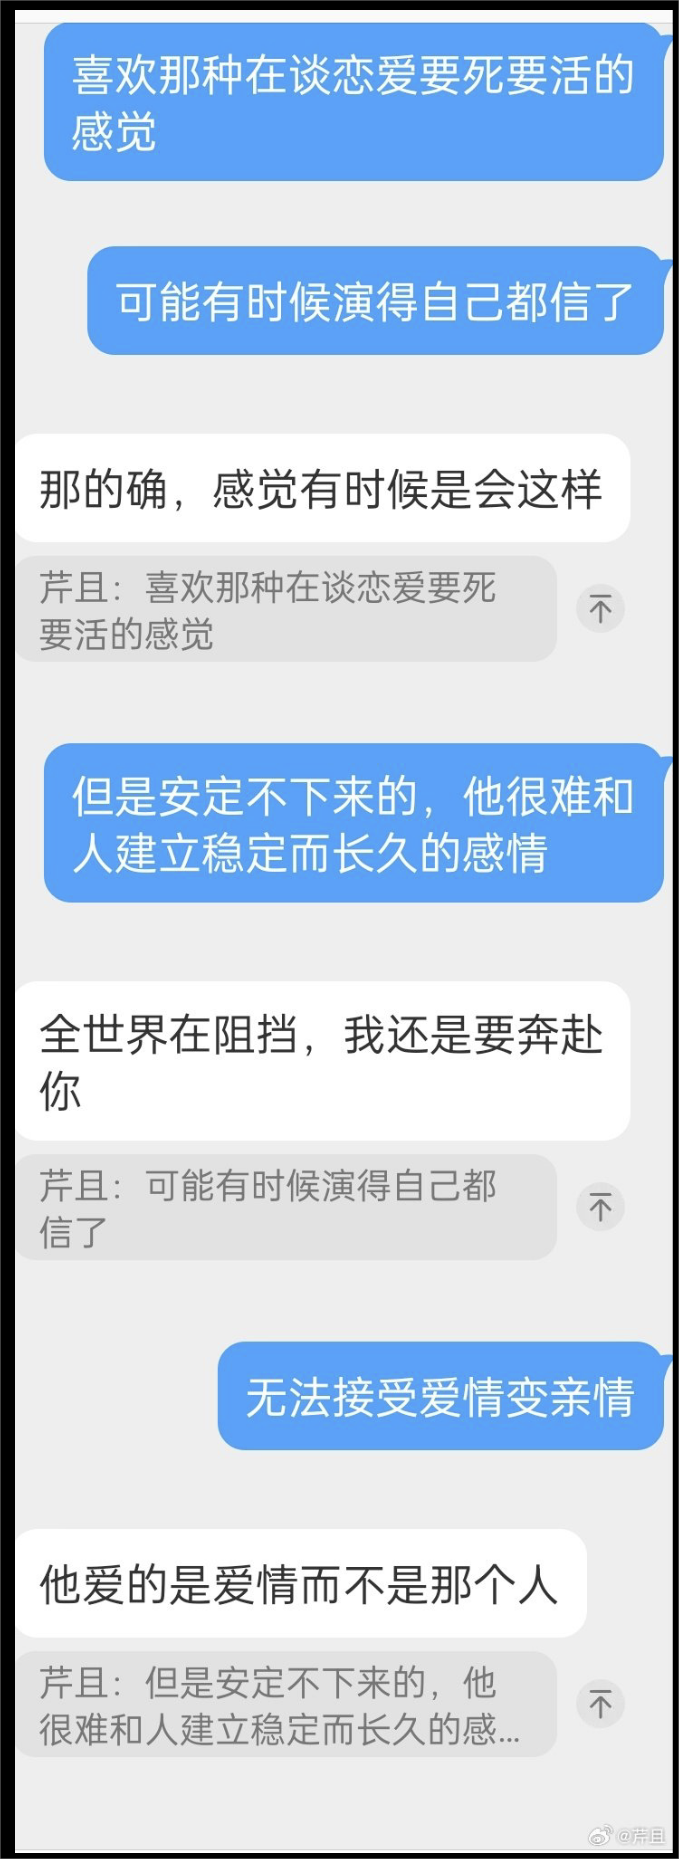 喜欢那种在谈恋爱要死要活的
感觉
可能有时候演得自己都信了
那的确，感觉有时候是会这样
芹且：喜欢那种在谈恋爱要死
要活的感觉
但是安定不下来的，他很难和
人建立稳定而长久的感情
全世界在阻挡，我还是要奔赴
你
芹且：可能有时候演得自己都
信了
无法接受爱情变亲情
他爱的是爱情而不是那个人
芹且：但是安定不下来的，他
很难和人建立稳定而长久的感...
@芹且